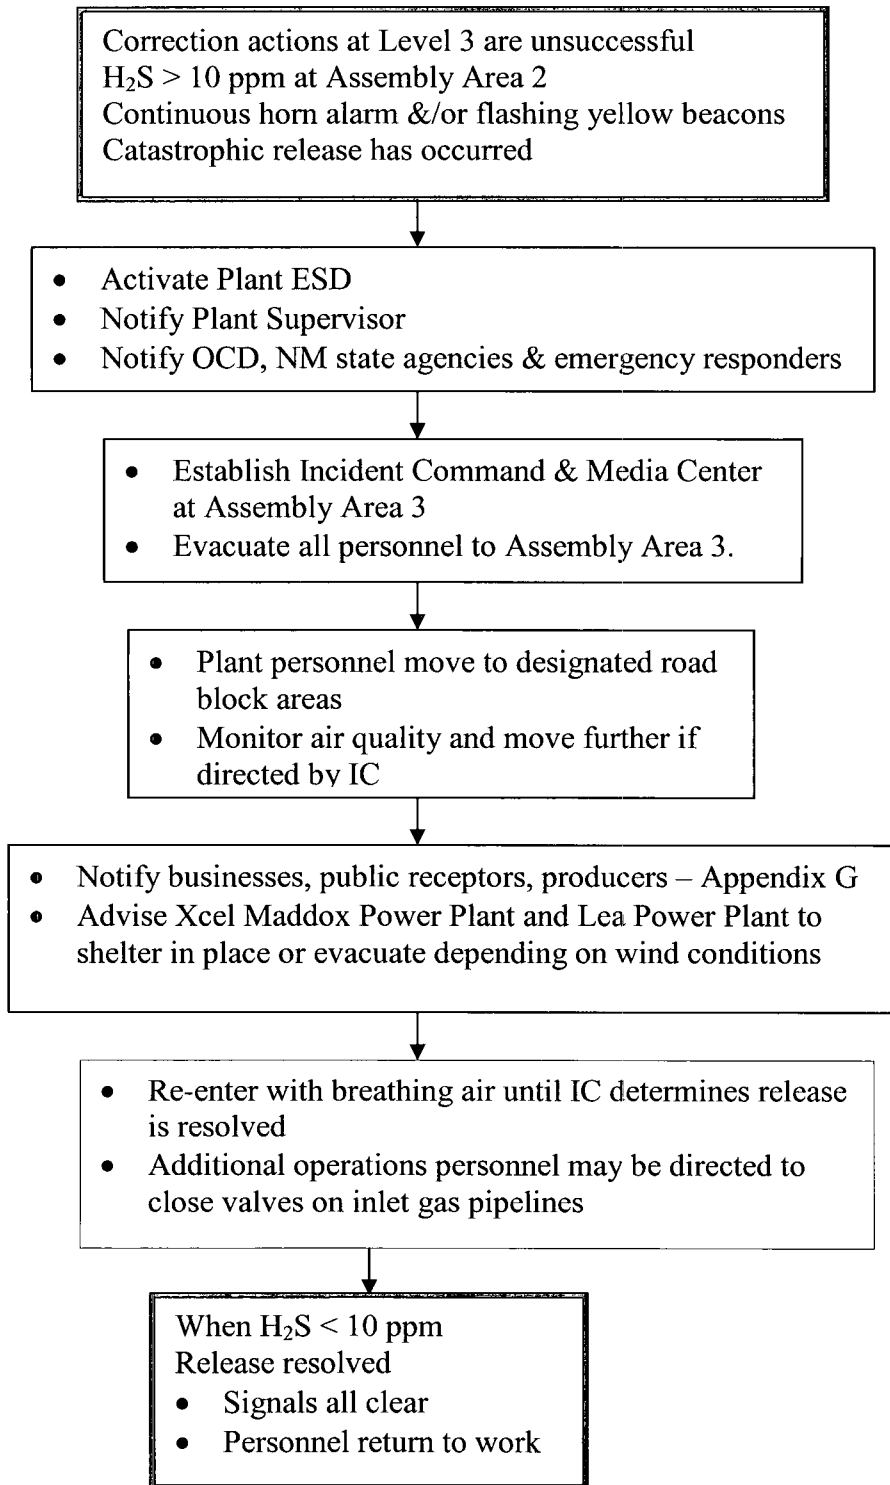 Correction actions at Level 3 are unsuccessful
H₂S > 10 ppm at Assembly Area 2
Continuous horn alarm &/or flashing yellow beacons
Catastrophic release has occurred
• Activate Plant ESD
• Notify Plant Supervisor
• Notify OCD, NM state agencies & emergency responders
• Establish Incident Command & Media Center
at Assembly Area 3
• Evacuate all personnel to Assembly Area 3.
• Plant personnel move to designated road
block areas
• Monitor air quality and move further if
directed by IC
• Notify businesses, public receptors, producers – Appendix G
• Advise Xcel Maddox Power Plant and Lea Power Plant to
shelter in place or evacuate depending on wind conditions
• Re-enter with breathing air until IC determines release
is resolved
• Additional operations personnel may be directed to
close valves on inlet gas pipelines
When H₂S < 10 ppm
Release resolved
• Signals all clear
• Personnel return to work